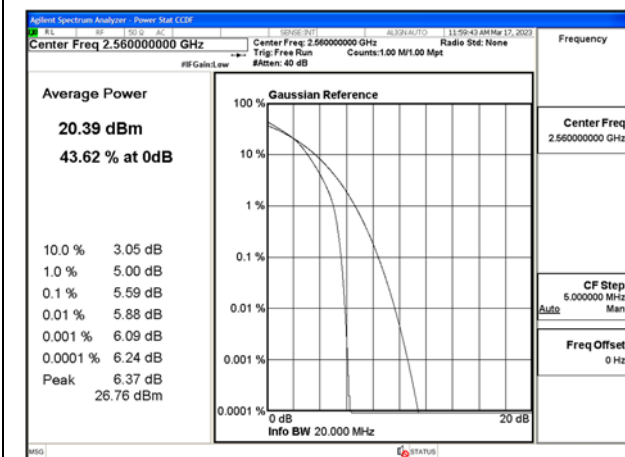 Agilent Spectrum Analyzer - Power Stat CCDF
RL RF 50 Ω AC SENSE:INT ALIGN AUTO 11:59:43 AM Mar 17, 2023
Center Freq 2.560000000 GHz
Center Freq: 2.560000000 GHz Radio Std: None
Trig: Free Run Counts:1.00 M/1.00 Mpt
#IFGain:Low #Atten: 40 dB
Frequency
Average Power
20.39 dBm
43.62 % at 0dB
10.0 % 3.05 dB
1.0 % 5.00 dB
0.1 % 5.59 dB
0.01 % 5.88 dB
0.001 % 6.09 dB
0.0001 % 6.24 dB
Peak 6.37 dB
26.76 dBm
Gaussian Reference
100 %
10 %
1 %
0.1 %
0.01 %
0.001 %
0.0001 %
0 dB 20 dB
Info BW 20.000 MHz
Center Freq
2.560000000 GHz
CF Step
5.000000 MHz
Auto Man
Freq Offset
0 Hz
MSG STATUS